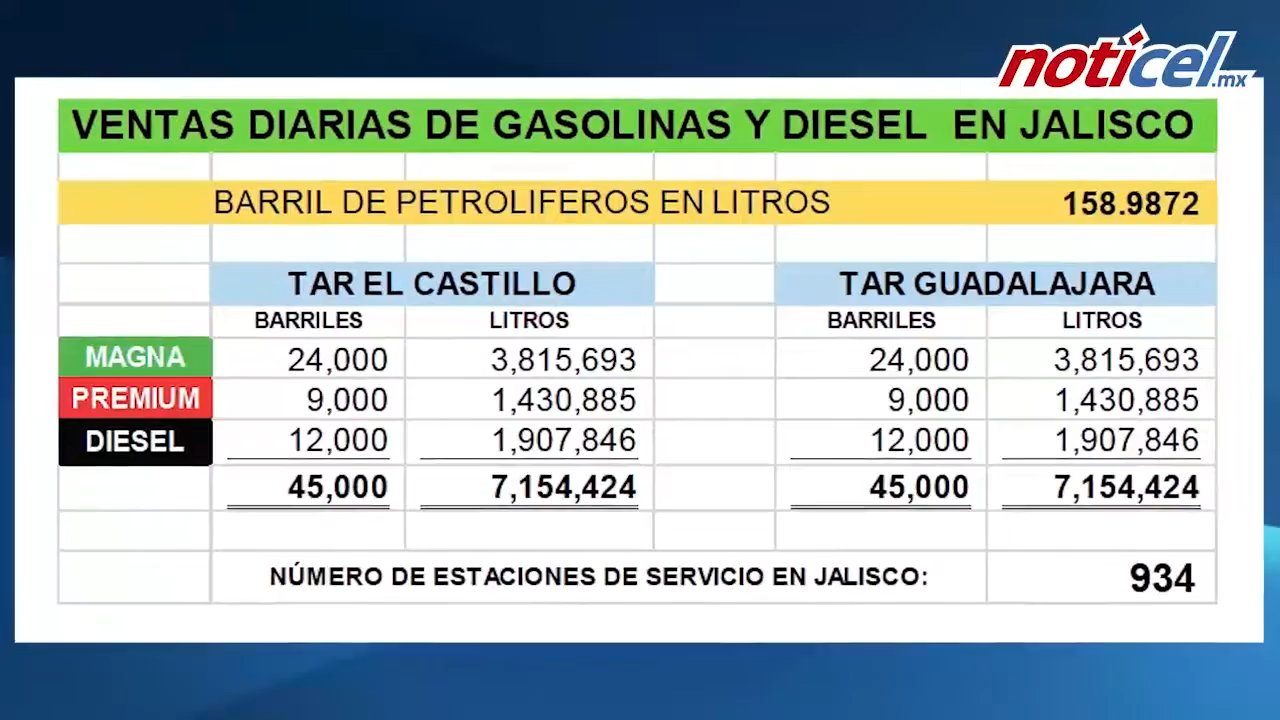 noticel.mx
VENTAS DIARIAS DE GASOLINAS Y DIESEL EN JALISCO
BARRIL DE PETROLIFEROS EN LITROS 158.9872
TAR EL CASTILLO TAR GUADALAJARA
BARRILES LITROS BARRILES LITROS
MAGNA 24,000 3,815,693 24,000 3,815,693
PREMIUM 9,000 1,430,885 9,000 1,430,885
DIESEL 12,000 1,907,846 12,000 1,907,846
45,000 7,154,424 45,000 7,154,424
NÚMERO DE ESTACIONES DE SERVICIO EN JALISCO: 934